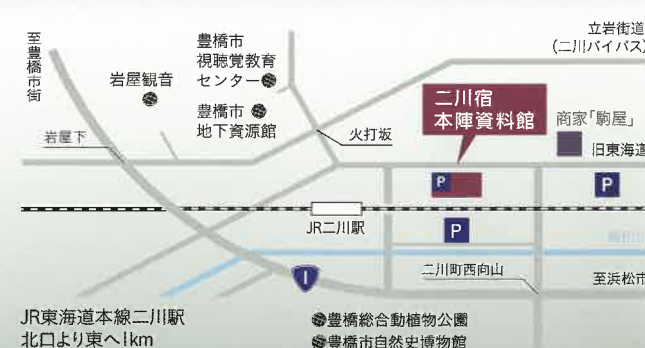 至豊橋市街
豊橋市
視聴覚教育
センター
岩屋観音
豊橋市
地下資源館
岩屋下
火打坂
立岩街道
(二川バイパス)
二川宿
本陣資料館
商家「駒屋」
旧東海道
P
P
P
JR二川駅
1
二川町西向山
至浜松市
JR東海道本線二川駅
北口より東へ1km
豊橋総合動植物公園
豊橋市自然史博物館